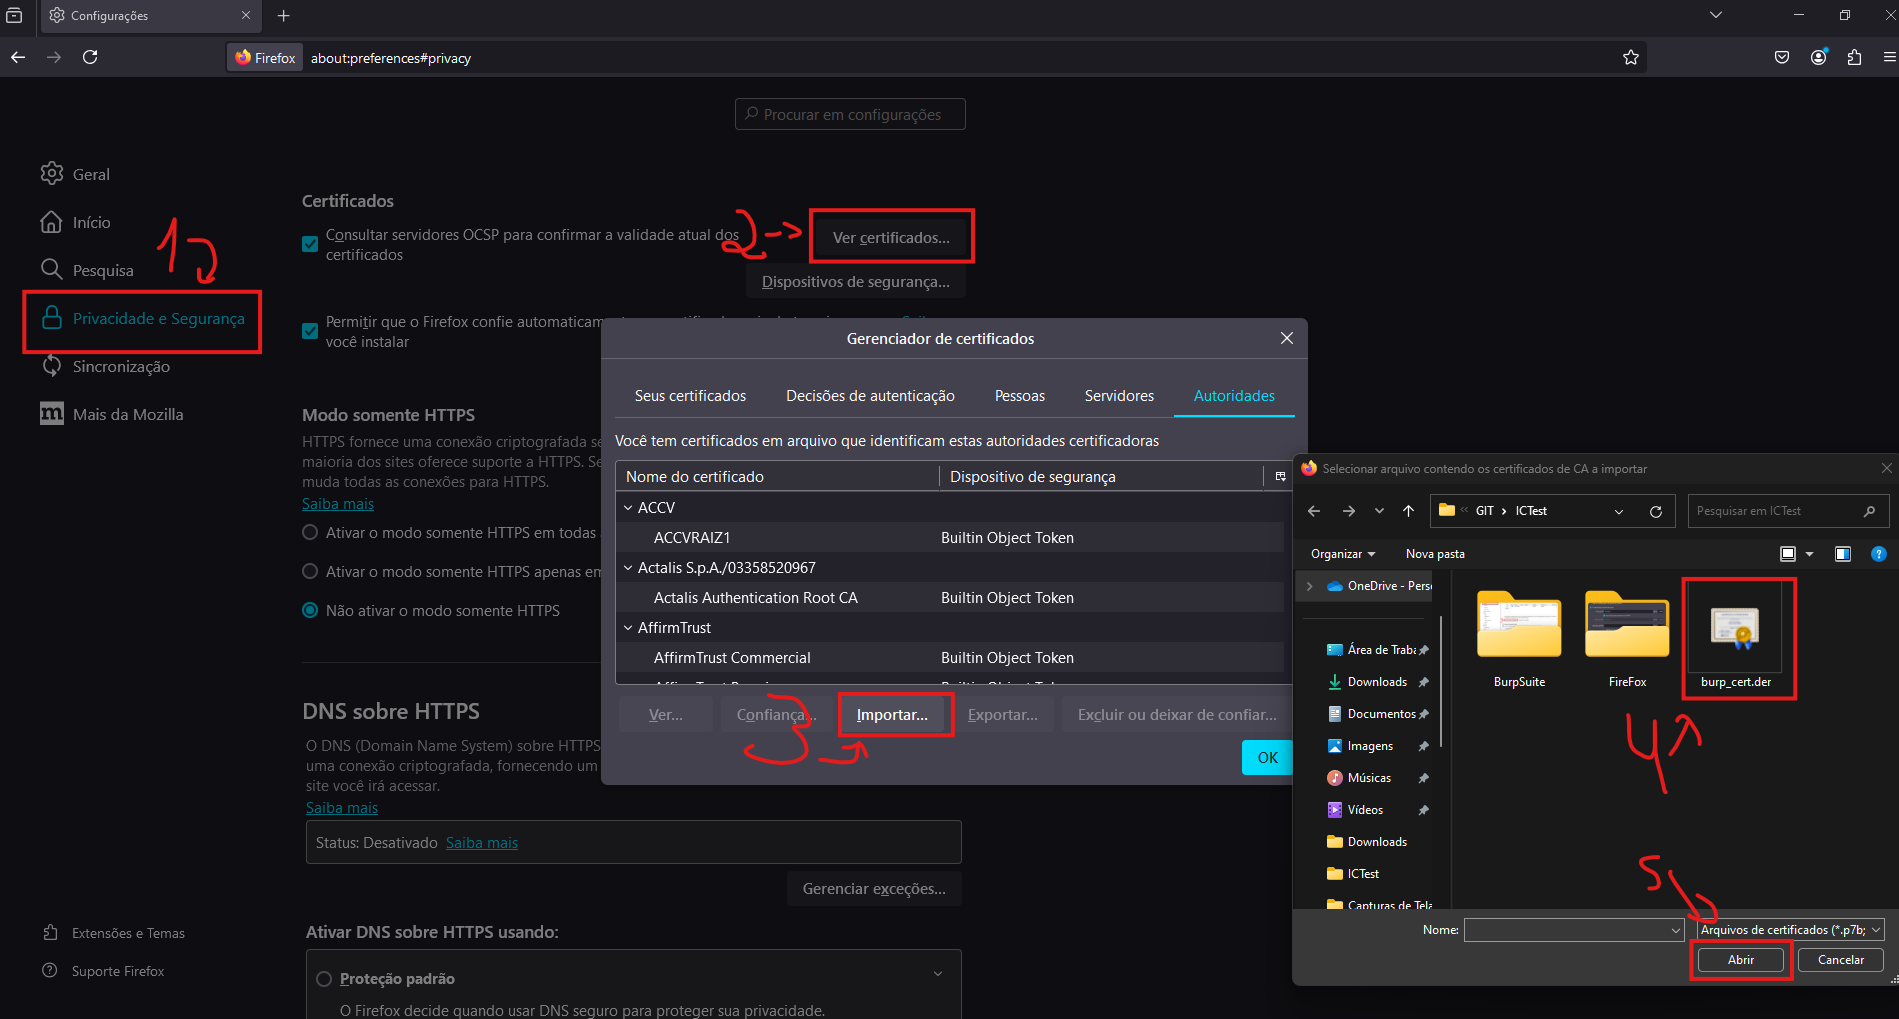 Configurações
Firefox
about:preferences#privacy
Procurar em configurações
Geral
Início
Pesquisa
Privacidade e Segurança
Sincronização
Mais da Mozilla
Extensões e Temas
Suporte Firefox
1
Certificados
Consultar servidores OCSP para confirmar a validade atual dos
certificados
2
Ver certificados...
Dispositivos de segurança...
Permitir que o Firefox confie automaticam
você instalar
Modo somente HTTPS
HTTPS fornece uma conexão criptografada se
maioria dos sites oferece suporte a HTTPS. Se
muda todas as conexões para HTTPS.
Saiba mais
Ativar o modo somente HTTPS em todas
Ativar o modo somente HTTPS apenas em
Não ativar o modo somente HTTPS
DNS sobre HTTPS
O DNS (Domain Name System) sobre HTTPS
uma conexão criptografada, fornecendo um
site você irá acessar.
Saiba mais
Status: Desativado Saiba mais
Gerenciar exceções...
Ativar DNS sobre HTTPS usando:
Proteção padrão
O Firefox decide quando usar DNS seguro para proteger sua privacidade.
Gerenciador de certificados
Seus certificados
Decisões de autenticação
Pessoas
Servidores
Autoridades
Você tem certificados em arquivo que identificam estas autoridades certificadoras
Nome do certificado Dispositivo de segurança
ACCV
ACCVRAIZ1 Builtin Object Token
Actalis S.p.A./03358520967
Actalis Authentication Root CA Builtin Object Token
AffirmTrust
AffirmTrust Commercial Builtin Object Token
Ver...
Confiança...
3
Importar...
Exportar...
Excluir ou deixar de confiar...
OK
Selecionar arquivo contendo os certificados de CA a importar
GIT › ICTest
Pesquisar em ICTest
Organizar
Nova pasta
OneDrive - Perso
Área de Traba
Downloads
Documentos
Imagens
Músicas
Vídeos
Downloads
ICTest
Capturas de Tela
BurpSuite
FireFox
burp_cert.der
4
5
Nome:
Arquivos de certificados (*.p7b;
Abrir
Cancelar